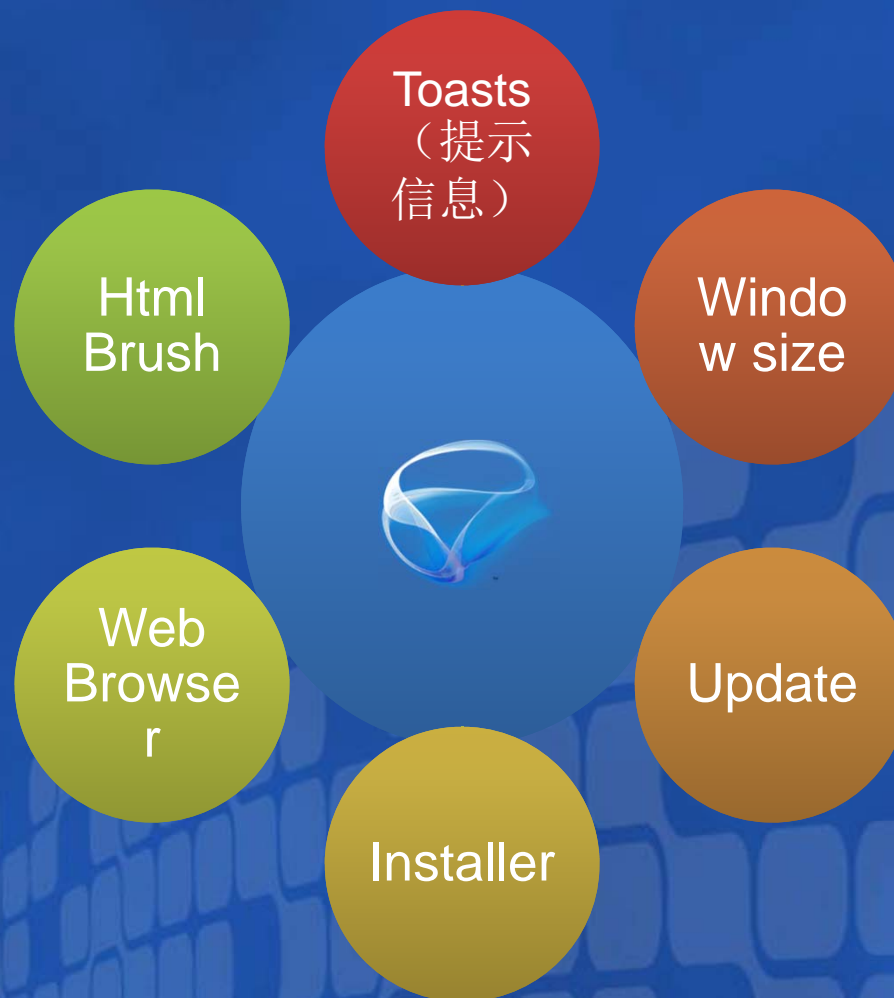 Toasts
（提示
信息）
Html
Brush
Windo
w size
Web
Browse
r
Update
Installer